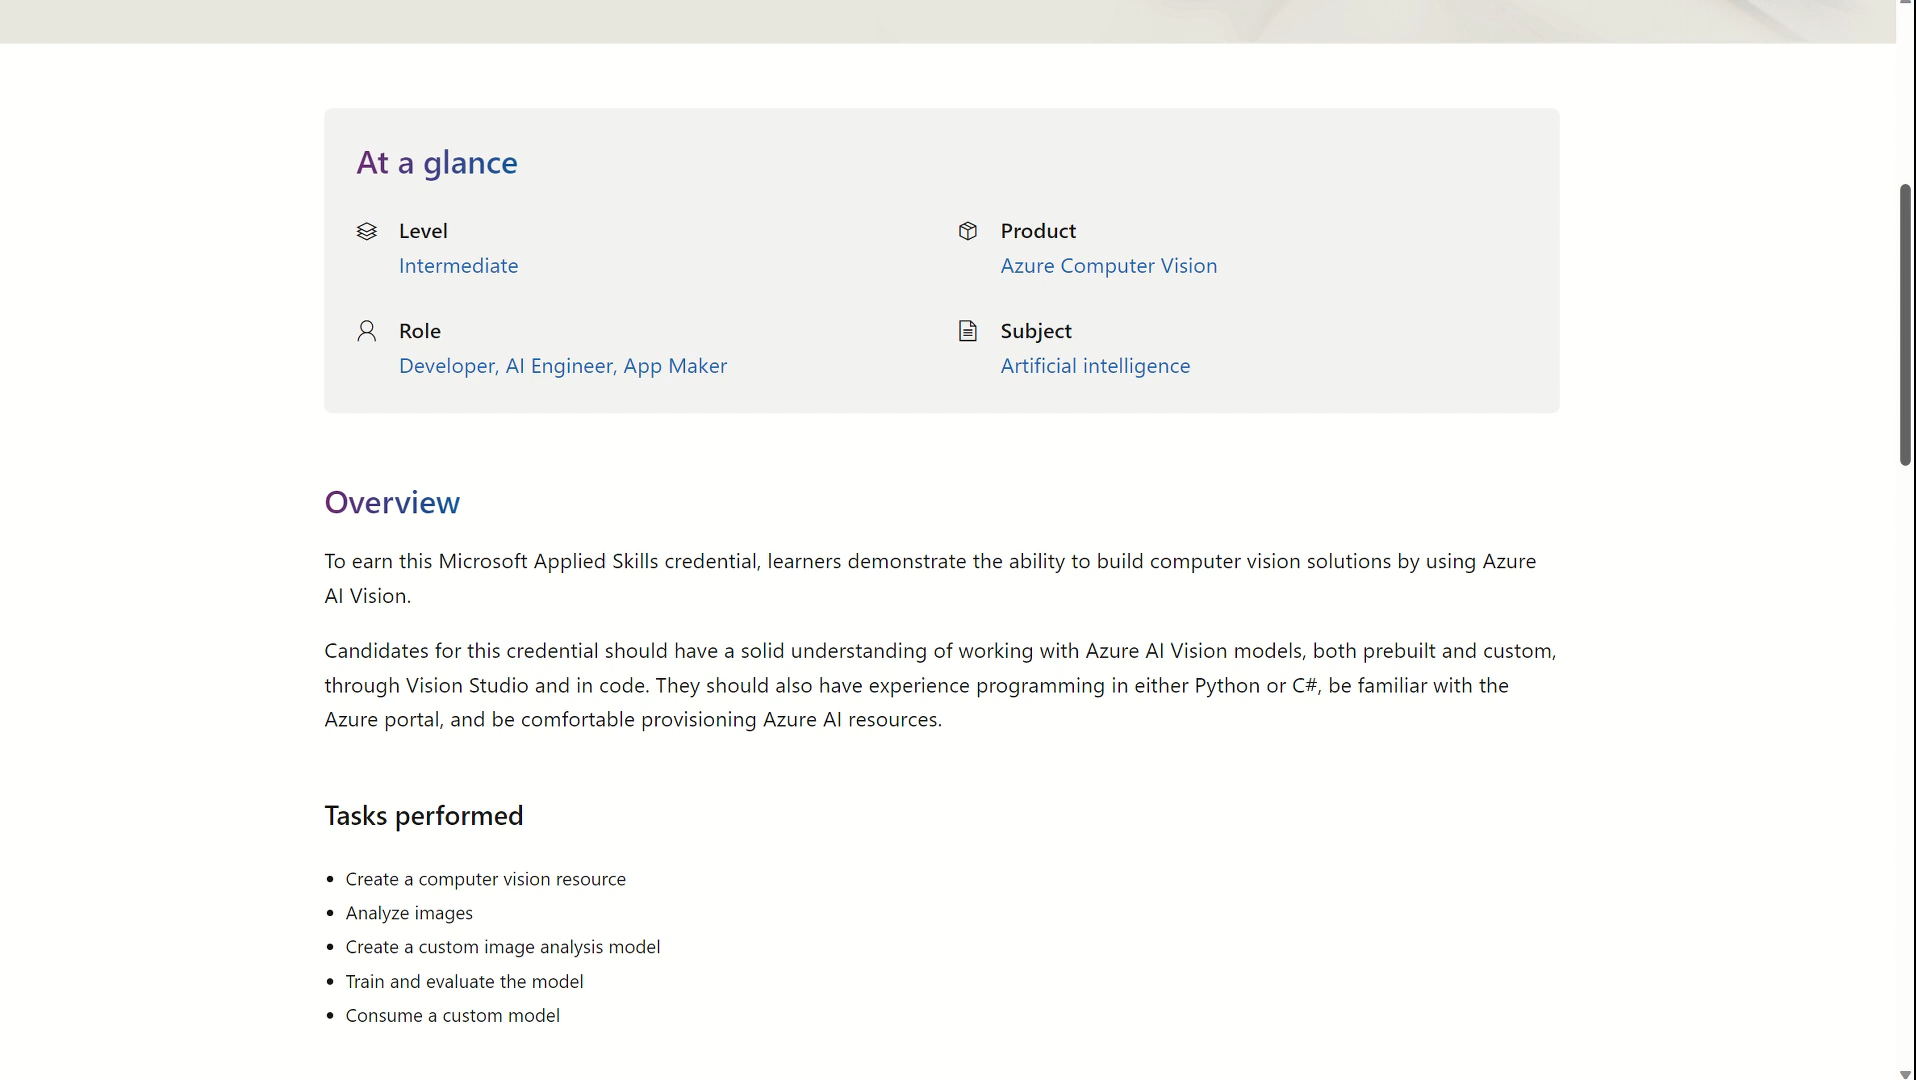 At a glance
Level
Intermediate
Product
Azure Computer Vision
Role
Developer, AI Engineer, App Maker
Subject
Artificial intelligence
Overview
To earn this Microsoft Applied Skills credential, learners demonstrate the ability to build computer vision solutions by using Azure
AI Vision.
Candidates for this credential should have a solid understanding of working with Azure AI Vision models, both prebuilt and custom,
through Vision Studio and in code. They should also have experience programming in either Python or C#, be familiar with the
Azure portal, and be comfortable provisioning Azure AI resources.
Tasks performed
• Create a computer vision resource
• Analyze images
• Create a custom image analysis model
• Train and evaluate the model
• Consume a custom model